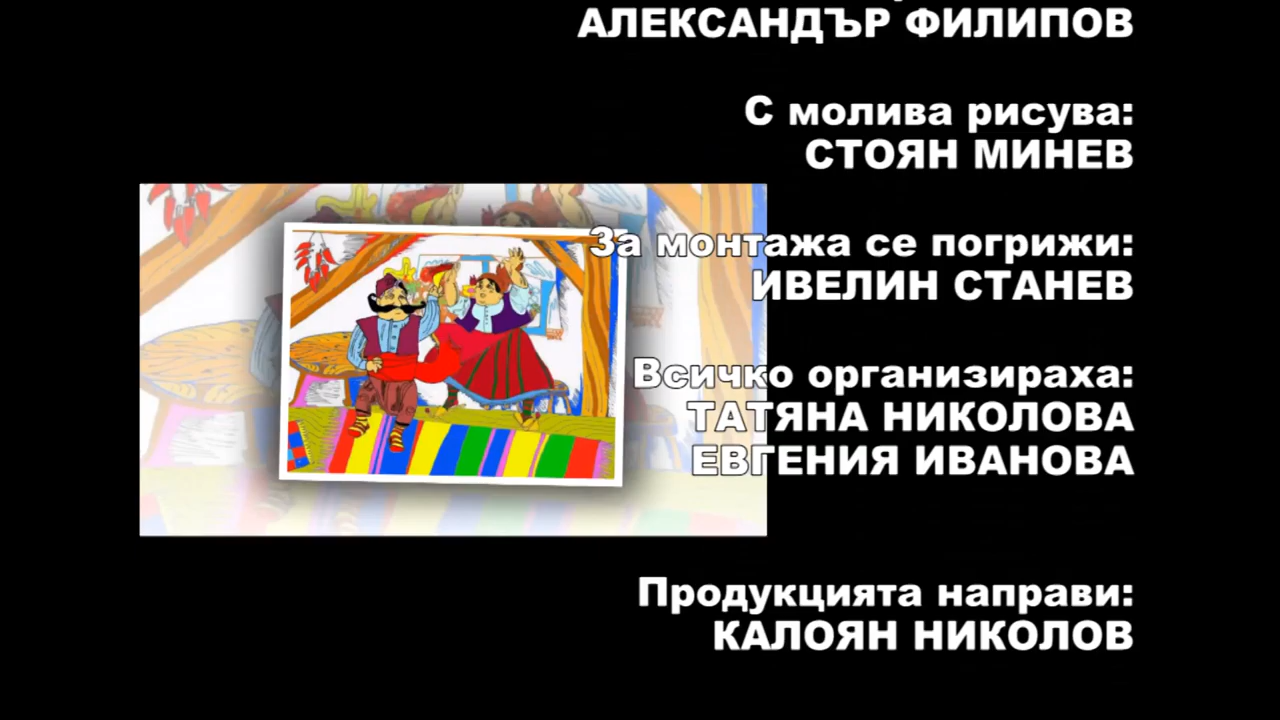 АЛЕКСАНДЪР ФИЛИПОВ
С молива рисува:
СТОЯН МИНЕВ
За монтажа се погрижи:
ИВЕЛИН СТАНЕВ
Всичко организираха:
ТАТЯНА НИКОЛОВА
ЕВГЕНИЯ ИВАНОВА
Продукцията направи:
КАЛОЯН НИКОЛОВ